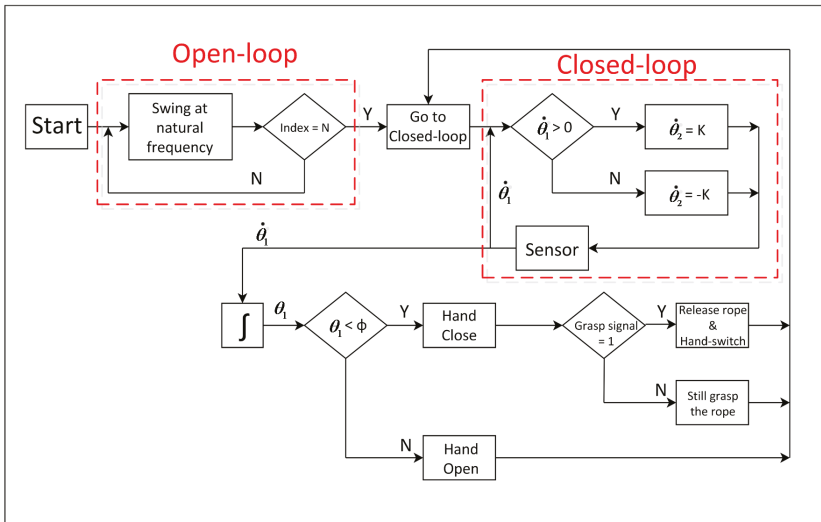 Open-loop
Closed-loop
Start
Swing at
natural
frequency
Index = N
Y
N
Go to
Closed-loop
θ̇₁ > 0
Y
θ̇₂ = K
N
θ̇₂ = -K
θ̇₁
Sensor
θ̇₁
∫
θ₁
θ₁ < ϕ
Y
Hand
Close
Grasp signal
= 1
Y
Release rope
&
Hand-switch
N
Still grasp
the rope
N
Hand
Open